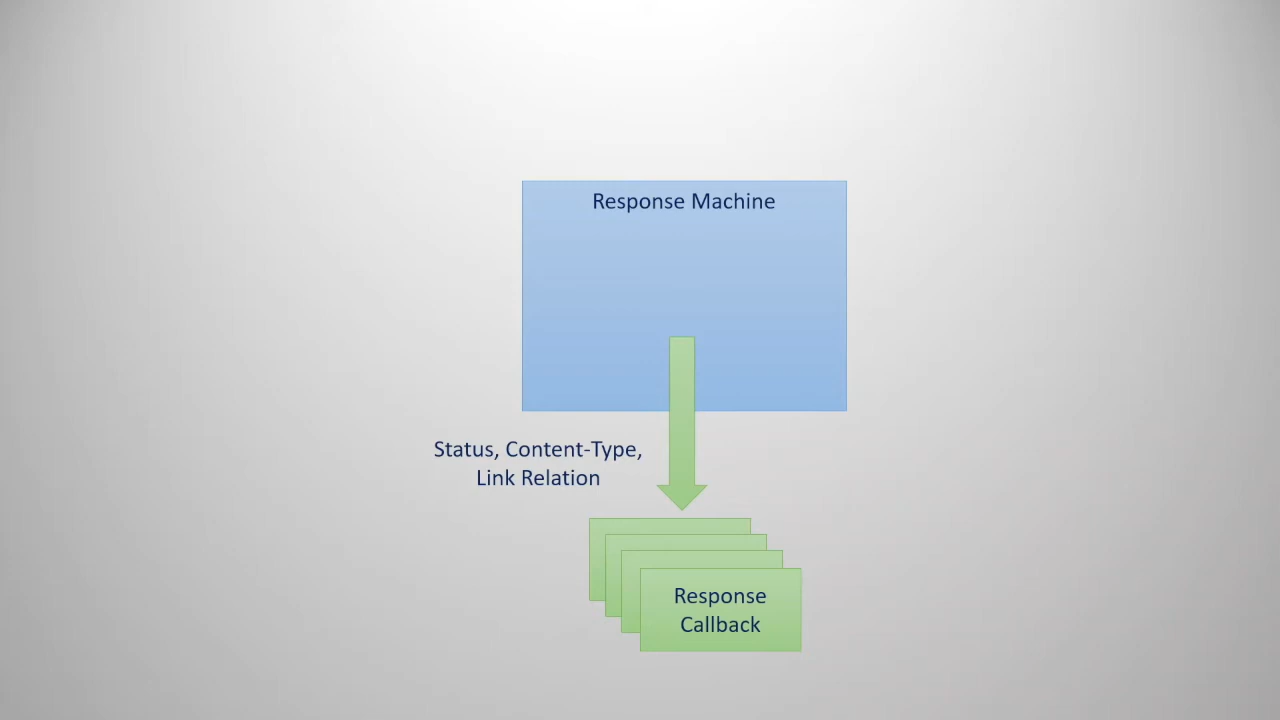 Response Machine
Status, Content-Type,
Link Relation
Response
Callback